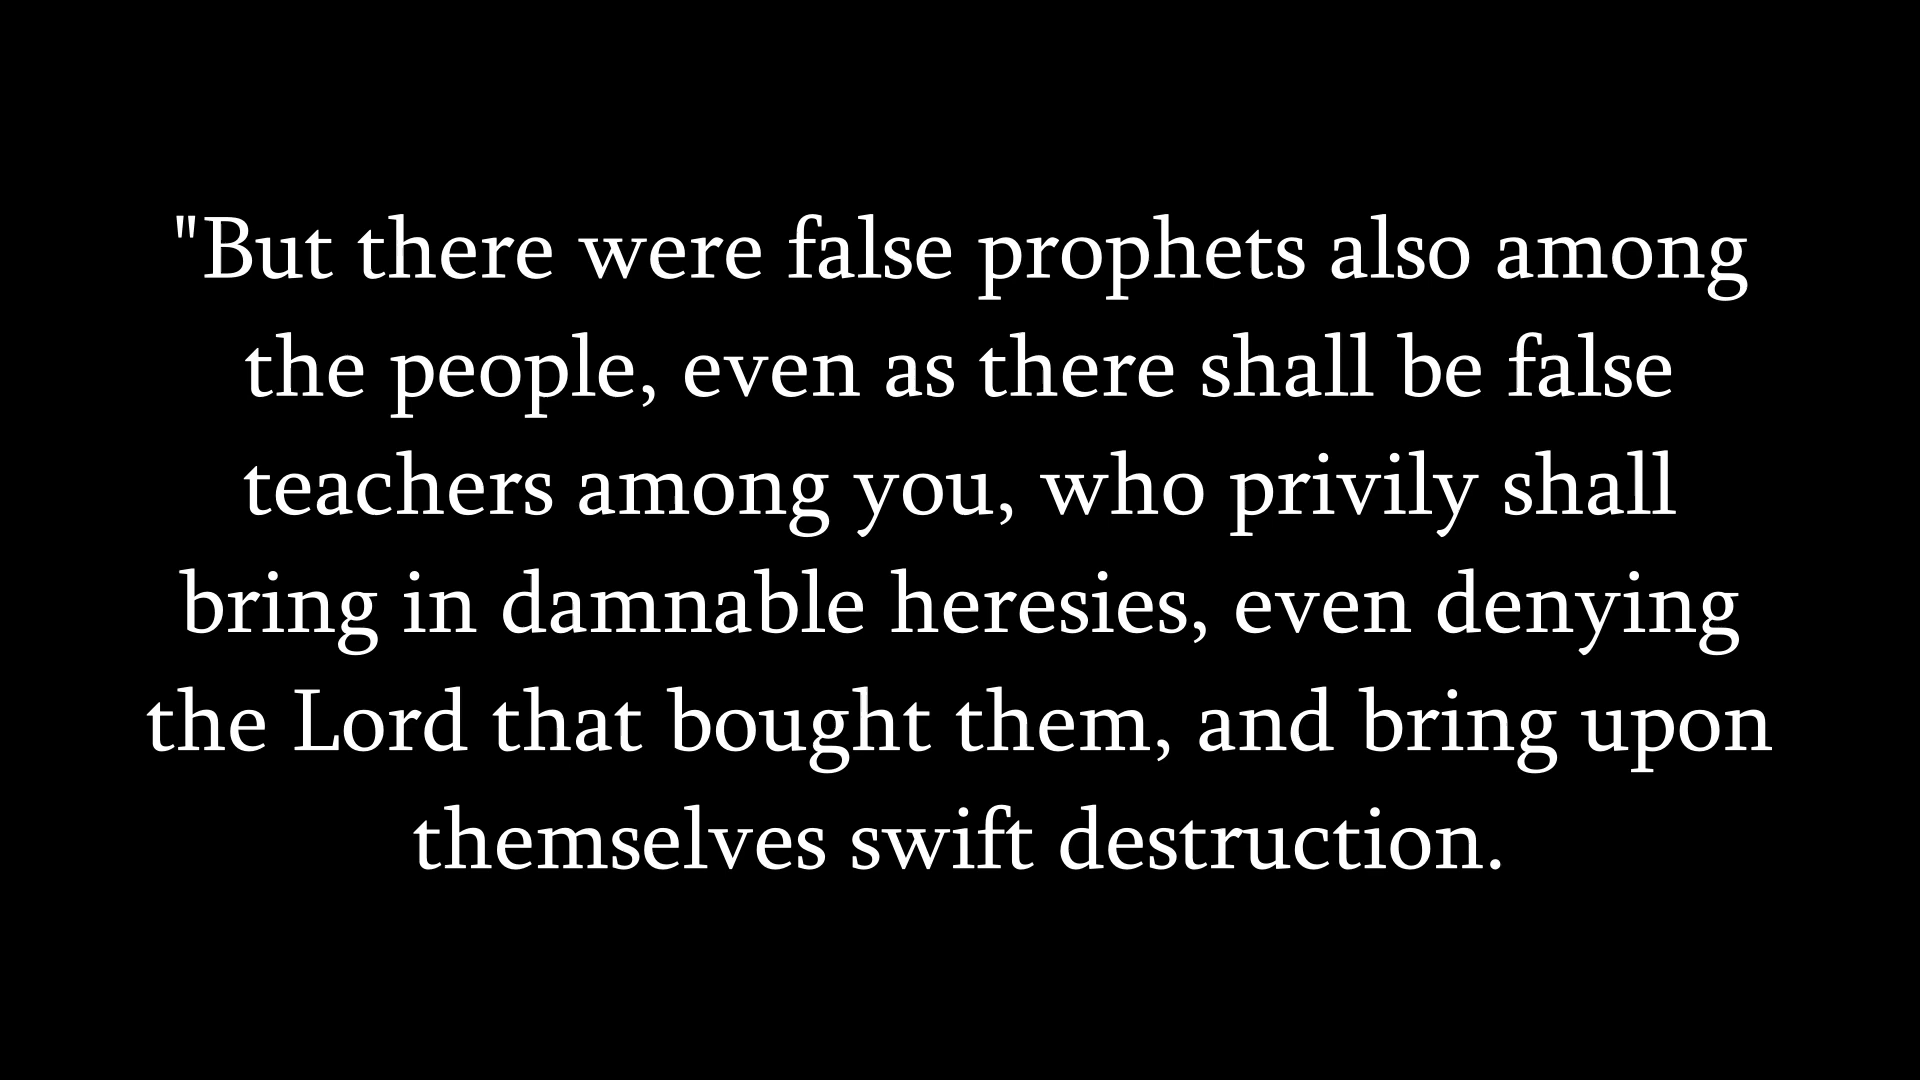 "But there were false prophets also among
the people, even as there shall be false
teachers among you, who privily shall
bring in damnable heresies, even denying
the Lord that bought them, and bring upon
themselves swift destruction.